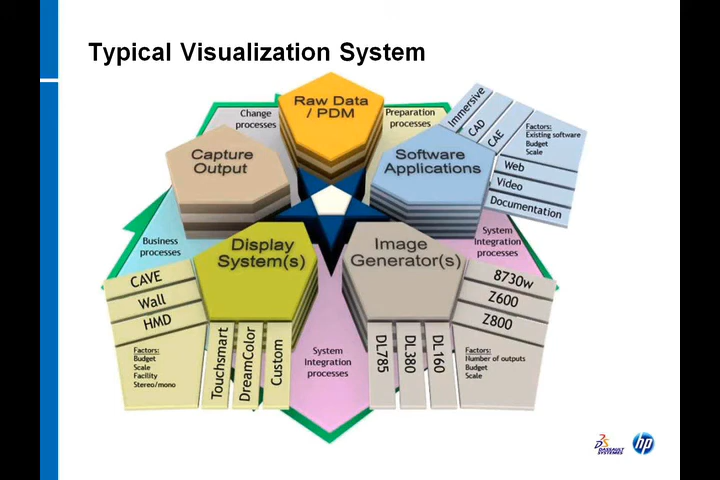 Typical Visualization System
Raw Data
/ PDM
Change
processes
Preparation
processes
Capture
Output
Software
Applications
Immersive
CAD
CAE
Factors:
Existing software
Budget
Scale
Web
Video
Documentation
Business
processes
System
Integration
processes
Display
System(s)
Image
Generator(s)
CAVE
Wall
HMD
Factors:
Budget
Scale
Facility
Stereo/mono
Touchsmart
DreamColor
Custom
System
Integration
processes
DL785
DL380
DL160
8730w
Z600
Z800
Factors:
Number of outputs
Budget
Scale
DASSAULT
SYSTEMES
hp